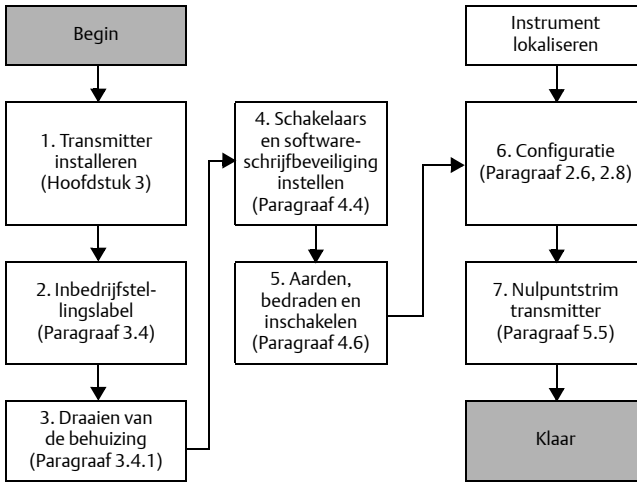 Begin
1. Transmitter
installeren
(Hoofdstuk 3)
2. Inbedrijfstel-
lingslabel
(Paragraaf 3.4)
3. Draaien van
de behuizing
(Paragraaf 3.4.1)
4. Schakelaars
en software-
schrijfbeveiliging
instellen
(Paragraaf 4.4)
5. Aarden,
bedraden en
inschakelen
(Paragraaf 4.6)
Instrument
lokaliseren
6. Configuratie
(Paragraaf 2.6, 2.8)
7. Nulpuntstrim
transmitter
(Paragraaf 5.5)
Klaar